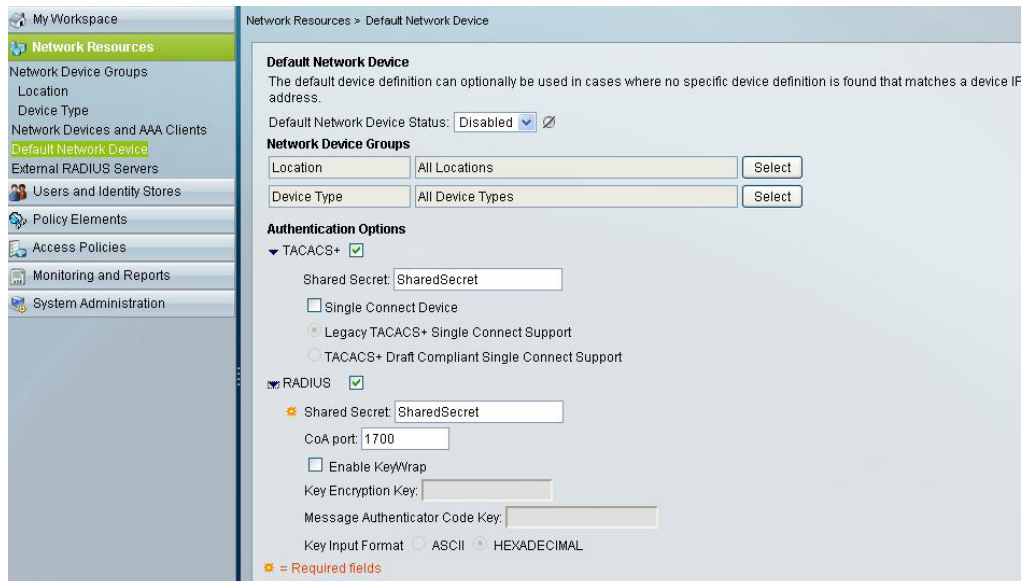 My Workspace
Network Resources
Network Device Groups
Location
Device Type
Network Devices and AAA Clients
Default Network Device
External RADIUS Servers
Users and Identity Stores
Policy Elements
Access Policies
Monitoring and Reports
System Administration
Network Resources > Default Network Device
Default Network Device
The default device definition can optionally be used in cases where no specific device definition is found that matches a device IP
address.
Default Network Device Status: Disabled
Network Device Groups
Location All Locations Select
Device Type All Device Types Select
Authentication Options
TACACS+
Shared Secret: SharedSecret
Single Connect Device
Legacy TACACS+ Single Connect Support
TACACS+ Draft Compliant Single Connect Support
RADIUS
Shared Secret: SharedSecret
CoA port: 1700
Enable KeyWrap
Key Encryption Key:
Message Authenticator Code Key:
Key Input Format ASCII HEXADECIMAL
= Required fields